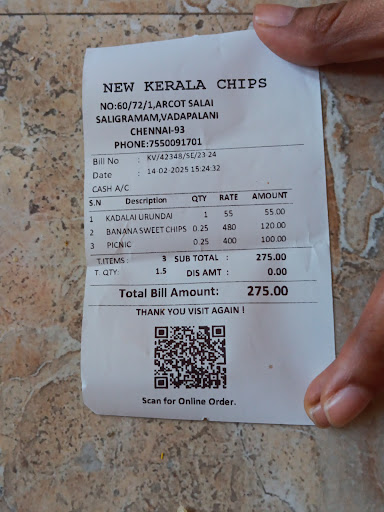 NEW KERALA CHIPS
NO:60/72/1,ARCOT SALAI
SALIGRAMAM,VADAPALANI
CHENNAI-93
PHONE:7550091701
Bill No : KV/42348/SE/23-24
Date : 14-02-2025 15:24:32
CASH A/C
S.N Description QTY RATE AMOUNT
1 KADALAI URUNDAI 1 55 55.00
2 BANANA SWEET CHIPS 0.25 480 120.00
3 PICNIC 0.25 400 100.00
T.ITEMS : 3 SUB TOTAL : 275.00
T. QTY: 1.5 DIS AMT : 0.00
Total Bill Amount: 275.00
THANK YOU VISIT AGAIN !
Scan for Online Order.